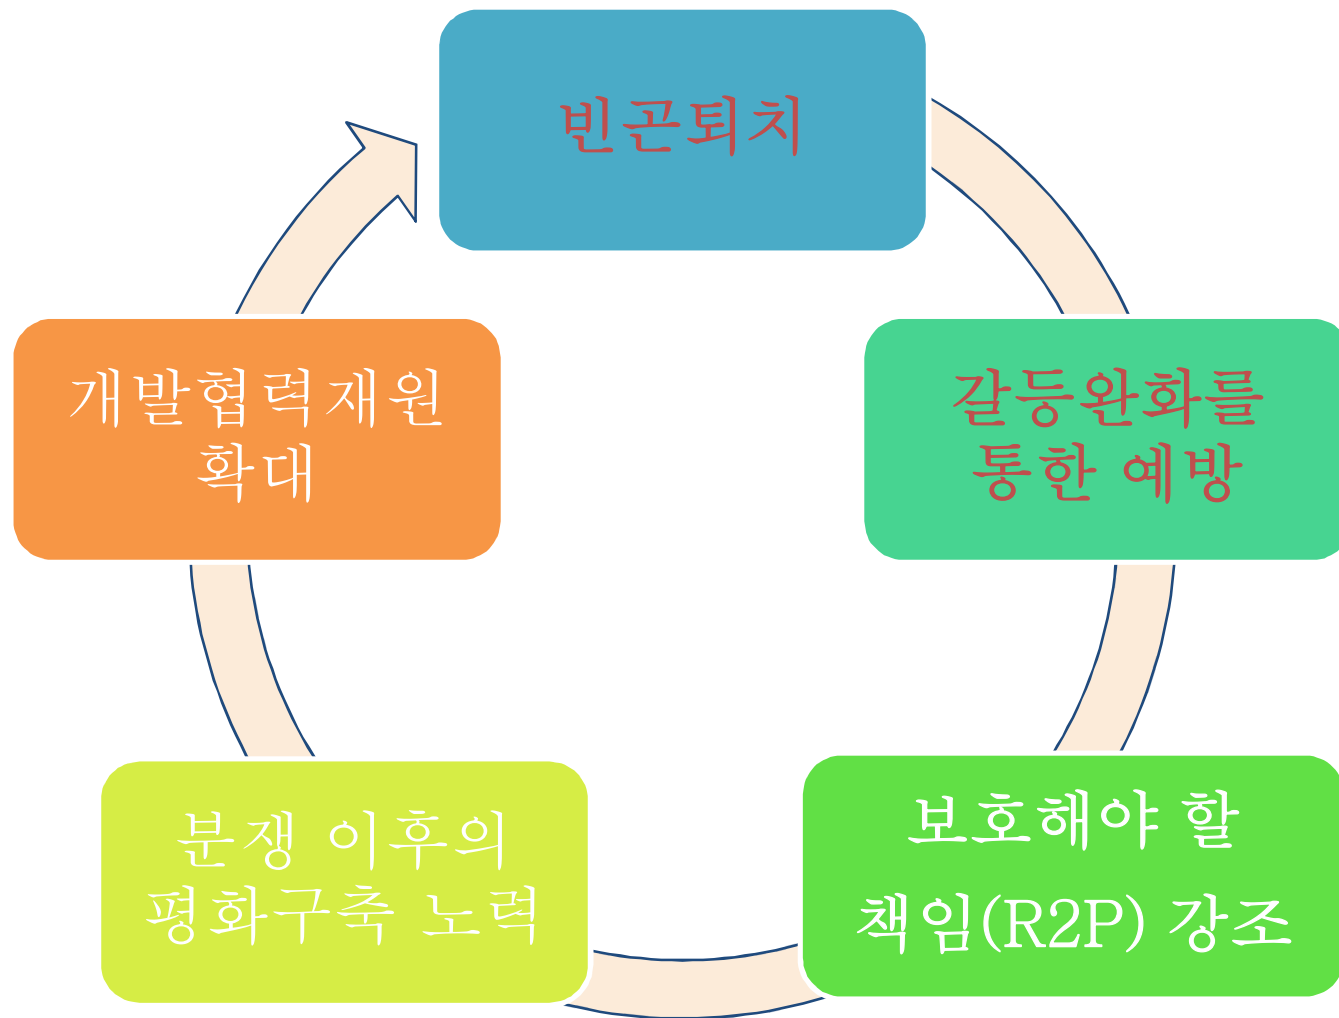 빈곤퇴치
갈등완화를
통한 예방
보호해야 할
책임(R2P) 강조
분쟁 이후의
평화구축 노력
개발협력재원
확대